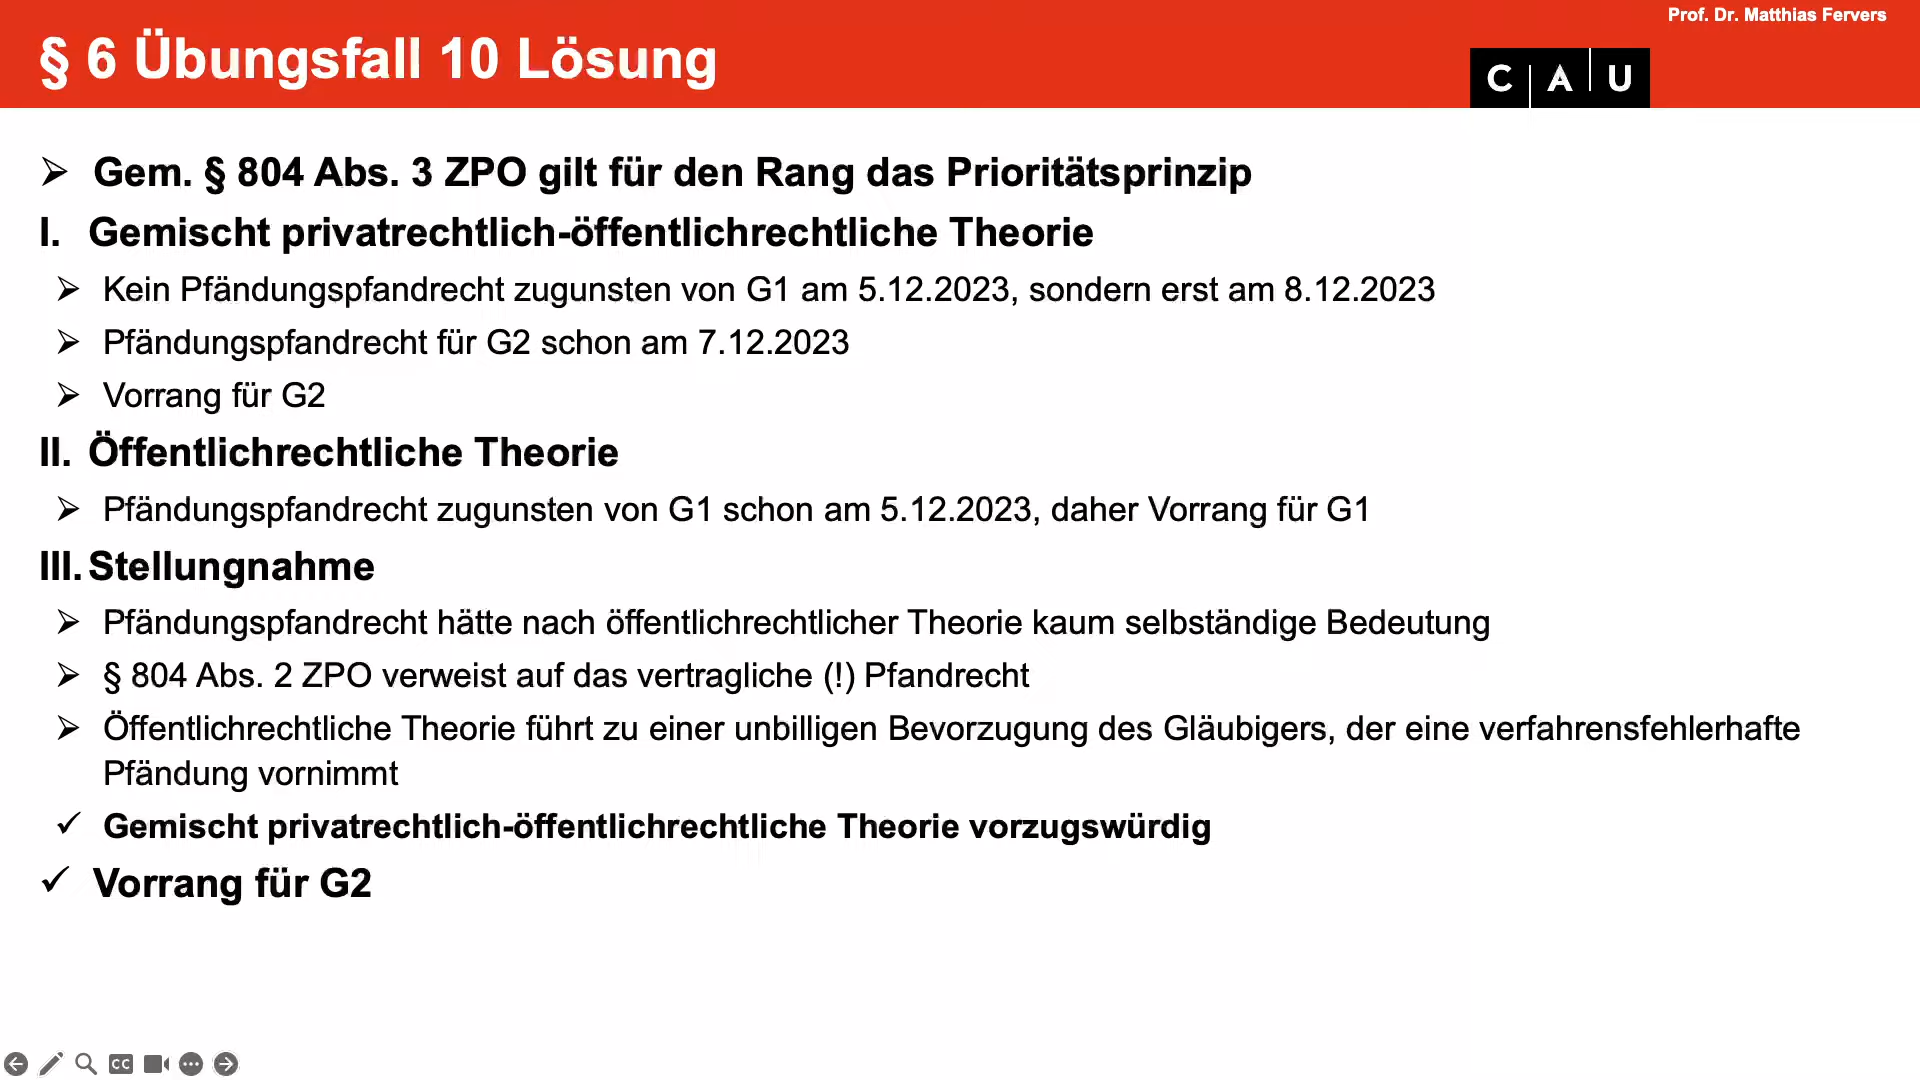 Prof. Dr. Matthias Fervers
§ 6 Übungsfall 10 Lösung
C A U
Gem. § 804 Abs. 3 ZPO gilt für den Rang das Prioritätsprinzip
I. Gemischt privatrechtlich-öffentlichrechtliche Theorie
Kein Pfändungspfandrecht zugunsten von G1 am 5.12.2023, sondern erst am 8.12.2023
Pfändungspfandrecht für G2 schon am 7.12.2023
Vorrang für G2
II. Öffentlichrechtliche Theorie
Pfändungspfandrecht zugunsten von G1 schon am 5.12.2023, daher Vorrang für G1
III. Stellungnahme
Pfändungspfandrecht hätte nach öffentlichrechtlicher Theorie kaum selbständige Bedeutung
§ 804 Abs. 2 ZPO verweist auf das vertragliche (!) Pfandrecht
Öffentlichrechtliche Theorie führt zu einer unbilligen Bevorzugung des Gläubigers, der eine verfahrensfehlerhafte
Pfändung vornimmt
Gemischt privatrechtlich-öffentlichrechtliche Theorie vorzugswürdig
Vorrang für G2
CC